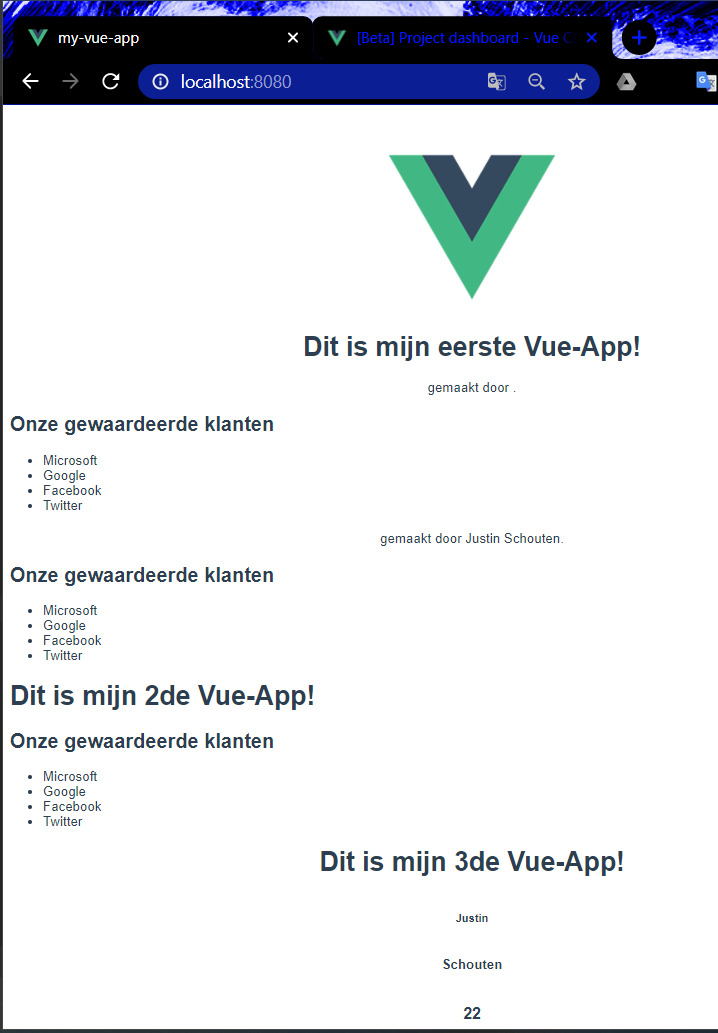 my-vue-app
[Beta] Project dashboard - Vue C
localhost:8080
Dit is mijn eerste Vue-App!
gemaakt door .
Onze gewaardeerde klanten
Microsoft
Google
Facebook
Twitter
gemaakt door Justin Schouten.
Onze gewaardeerde klanten
Microsoft
Google
Facebook
Twitter
Dit is mijn 2de Vue-App!
Onze gewaardeerde klanten
Microsoft
Google
Facebook
Twitter
Dit is mijn 3de Vue-App!
Justin
Schouten
22